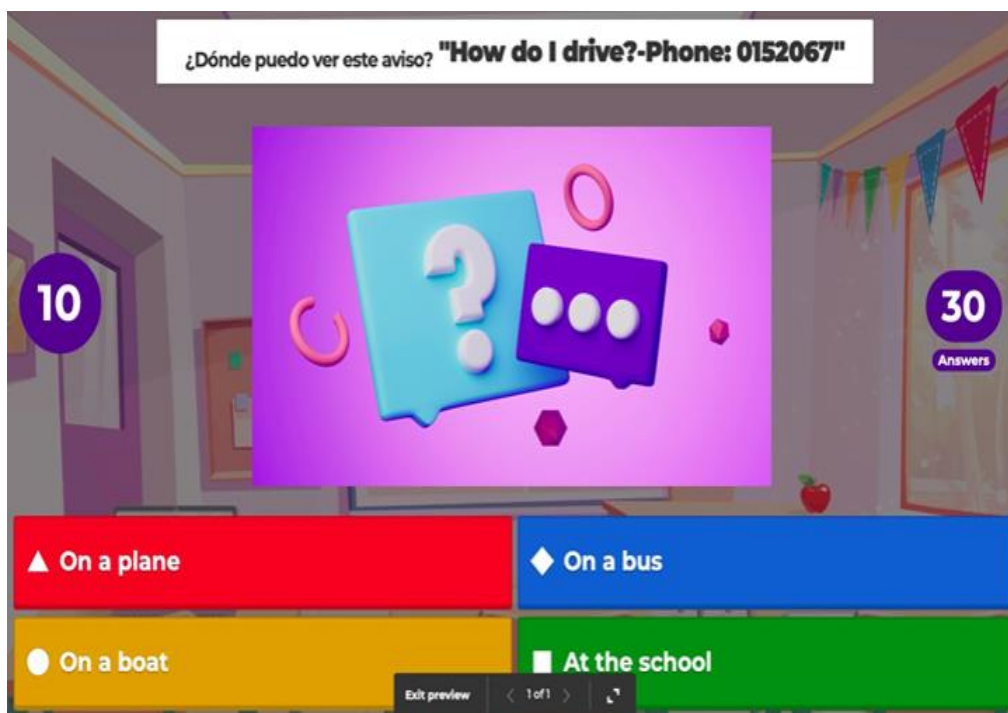 ¿Dónde puedo ver este aviso? "How do I drive?-Phone: 0152067"
10
30
Answers
On a plane
On a bus
On a boat
At the school
Exit preview
1 of 1